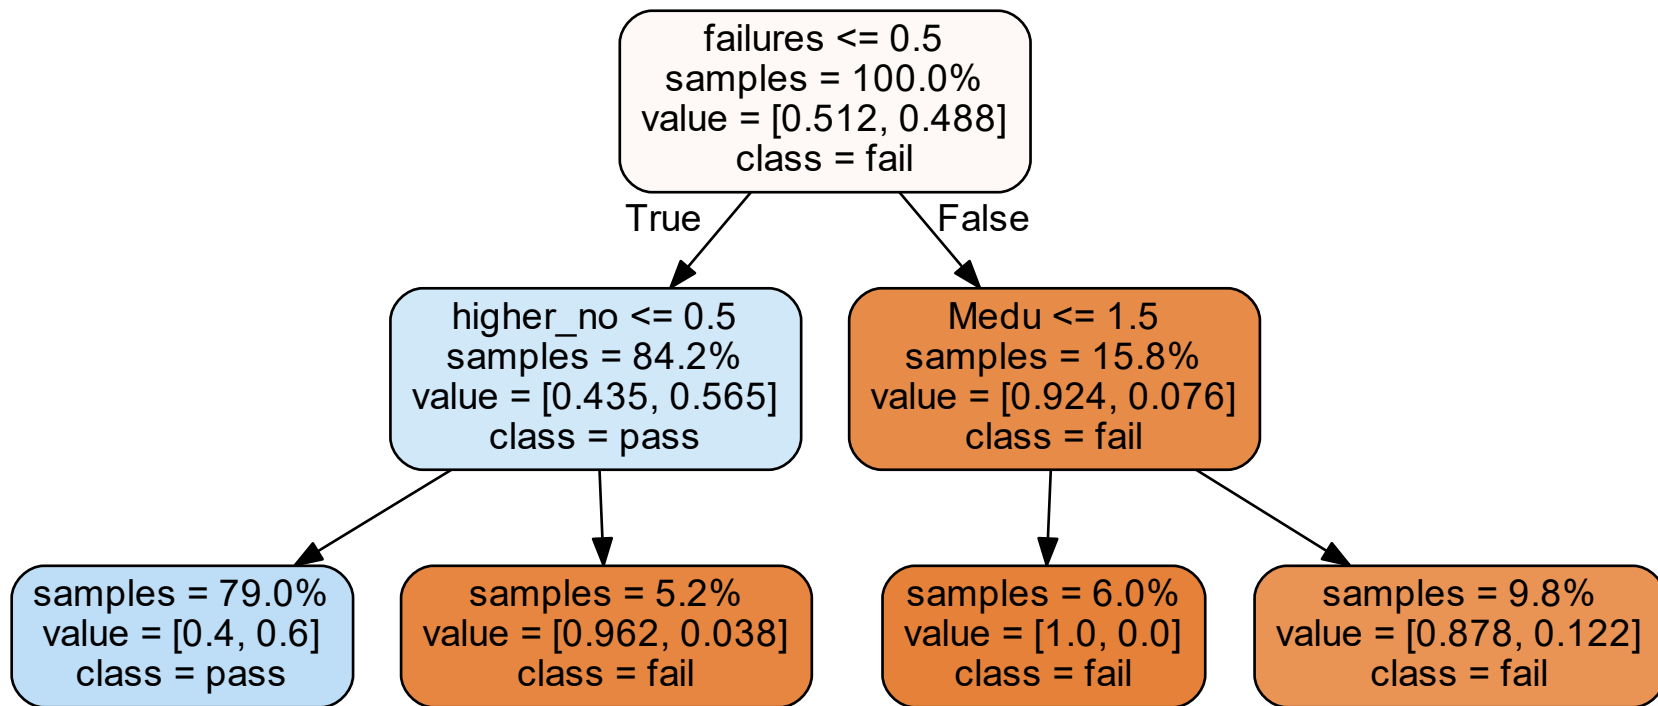 failures <= 0.5
samples = 100.0%
value = [0.512, 0.488]
class = fail
True
False
higher_no <= 0.5
samples = 84.2%
value = [0.435, 0.565]
class = pass
Medu <= 1.5
samples = 15.8%
value = [0.924, 0.076]
class = fail
samples = 79.0%
value = [0.4, 0.6]
class = pass
samples = 5.2%
value = [0.962, 0.038]
class = fail
samples = 6.0%
value = [1.0, 0.0]
class = fail
samples = 9.8%
value = [0.878, 0.122]
class = fail